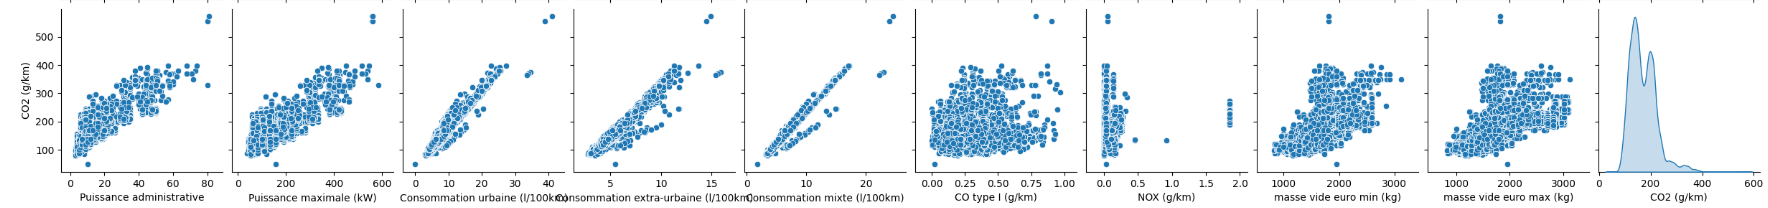 500
400
300
200
100
CO2 (g/km)
0 20 40 60 80
0 200 400 600
0 10 20 30 40
5 10 15
0 10 20
0.00 0.25 0.50 0.75 1.00
0.0 0.5 1.0 1.5 2.0
1000 2000 3000
1000 2000 3000
0 200 400 600
Puissance administrative
Puissance maximale (kW)
Consommation urbaine (l/100km)
Consommation extra-urbaine (l/100km)
Consommation mixte (l/100km)
CO type I (g/km)
NOX (g/km)
masse vide euro min (kg)
masse vide euro max (kg)
CO2 (g/km)